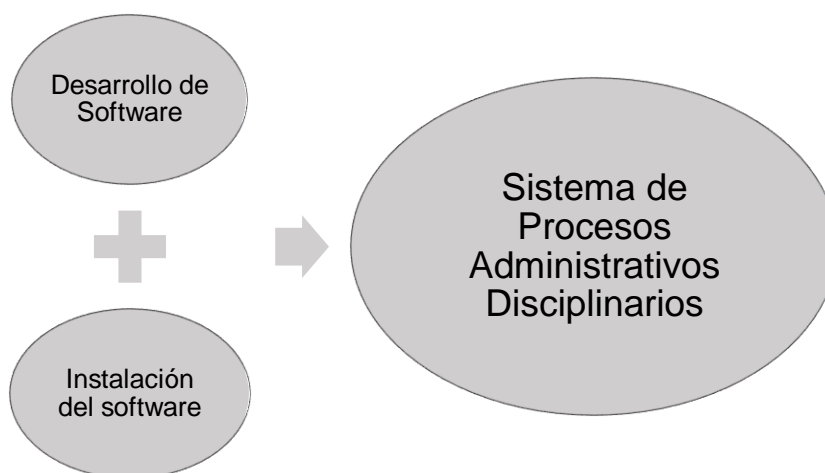 Desarrollo de
Software
Instalación
del software
Sistema de
Procesos
Administrativos
Disciplinarios